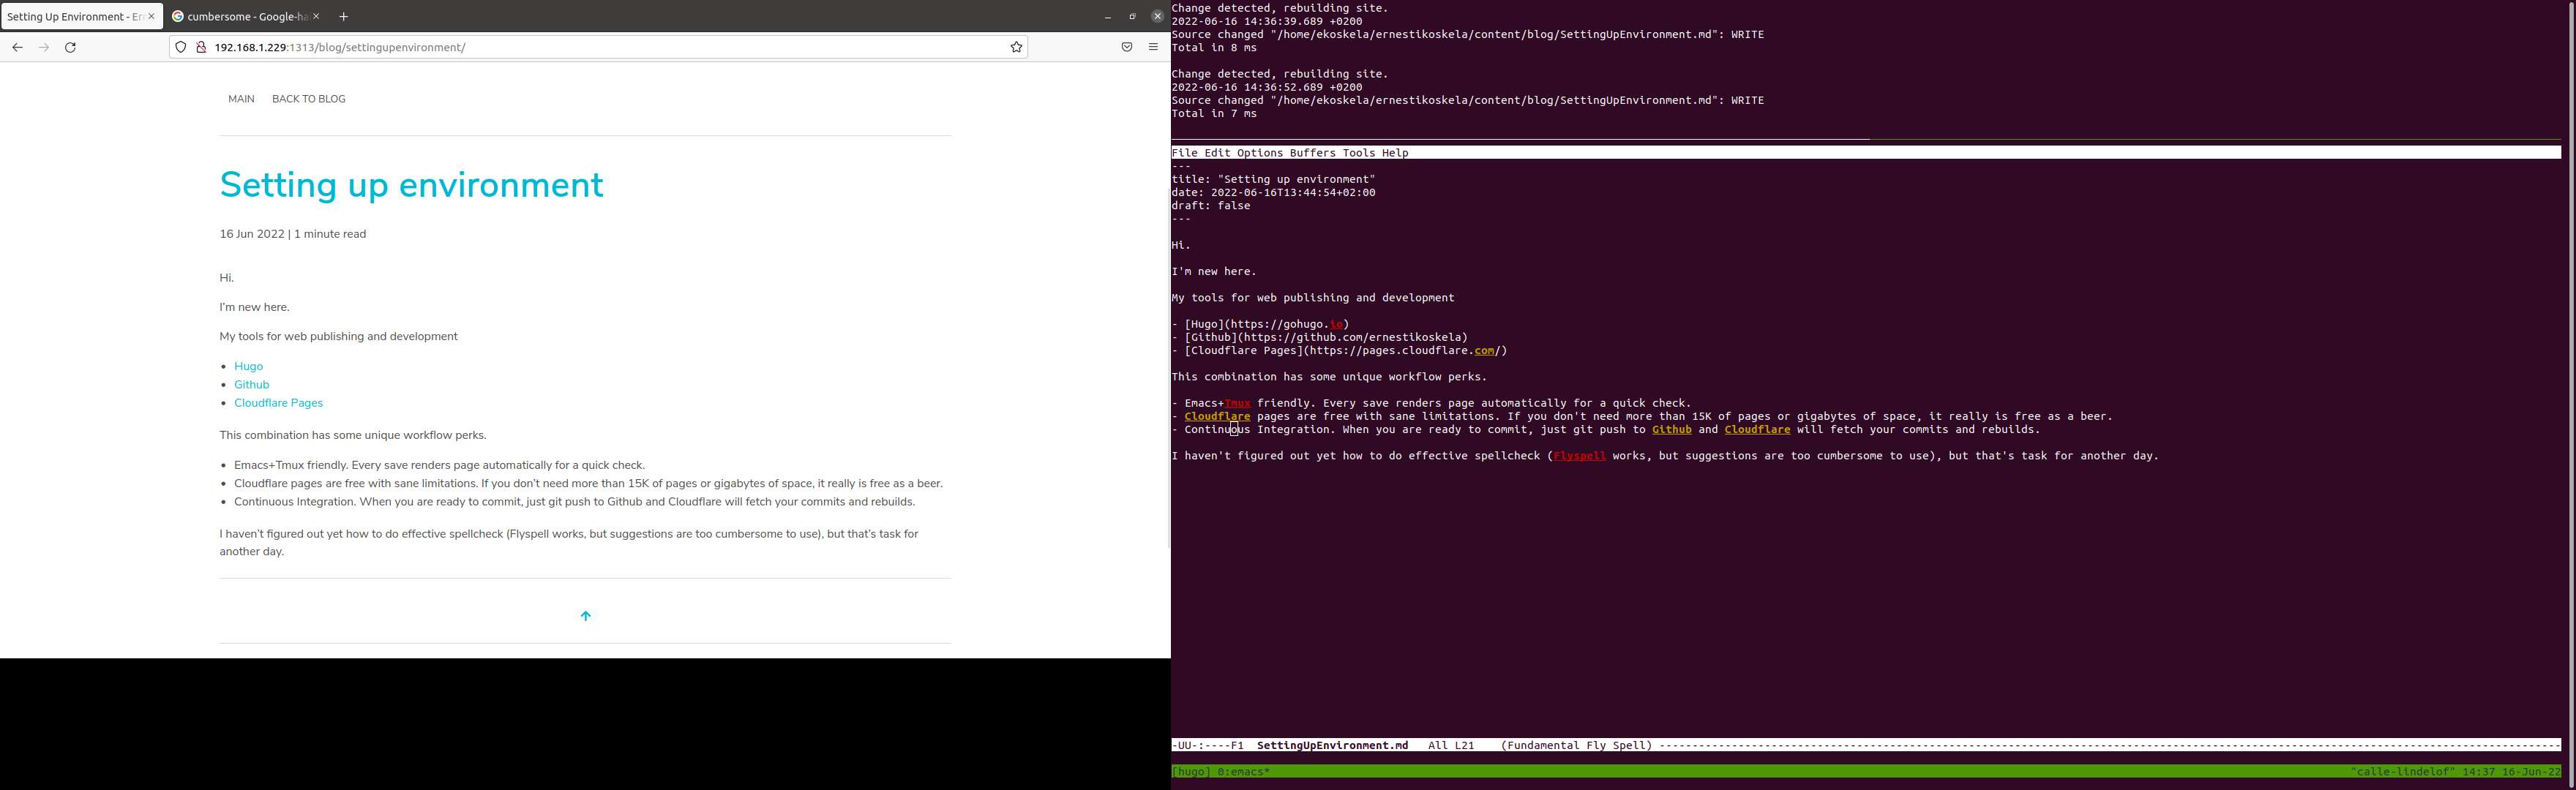 Setting Up Environment - Er
cumbersome - Google-ha
192.168.1.229:1313/blog/settingupenvironment/
MAIN BACK TO BLOG
Setting up environment
16 Jun 2022 | 1 minute read
Hi.
I'm new here.
My tools for web publishing and development
• Hugo
• Github
• Cloudflare Pages
This combination has some unique workflow perks.
• Emacs+Tmux friendly. Every save renders page automatically for a quick check.
• Cloudflare pages are free with sane limitations. If you don't need more than 15K of pages or gigabytes of space, it really is free as a beer.
• Continuous Integration. When you are ready to commit, just git push to Github and Cloudflare will fetch your commits and rebuilds.
I haven't figured out yet how to do effective spellcheck (Flyspell works, but suggestions are too cumbersome to use), but that's task for
another day.
Change detected, rebuilding site.
2022-06-16 14:36:39.689 +0200
Source changed "/home/ekoskela/ernestikoskela/content/blog/SettingUpEnvironment.md": WRITE
Total in 8 ms
Change detected, rebuilding site.
2022-06-16 14:36:52.689 +0200
Source changed "/home/ekoskela/ernestikoskela/content/blog/SettingUpEnvironment.md": WRITE
Total in 7 ms
File Edit Options Buffers Tools Help
---
title: "Setting up environment"
date: 2022-06-16T13:44:54+02:00
draft: false
---
Hi.
I'm new here.
My tools for web publishing and development
- [Hugo](https://gohugo.io)
- [Github](https://github.com/ernestikoskela)
- [Cloudflare Pages](https://pages.cloudflare.com/)
This combination has some unique workflow perks.
- Emacs+Tmux friendly. Every save renders page automatically for a quick check.
- Cloudflare pages are free with sane limitations. If you don't need more than 15K of pages or gigabytes of space, it really is free as a beer.
- Continuous Integration. When you are ready to commit, just git push to Github and Cloudflare will fetch your commits and rebuilds.
I haven't figured out yet how to do effective spellcheck (Flyspell works, but suggestions are too cumbersome to use), but that's task for another day.
-UU-:----F1 SettingUpEnvironment.md All L21 (Fundamental Fly Spell) ----------
[hugo] 0:emacs* "calle-lindelof" 14:37 16-Jun-22